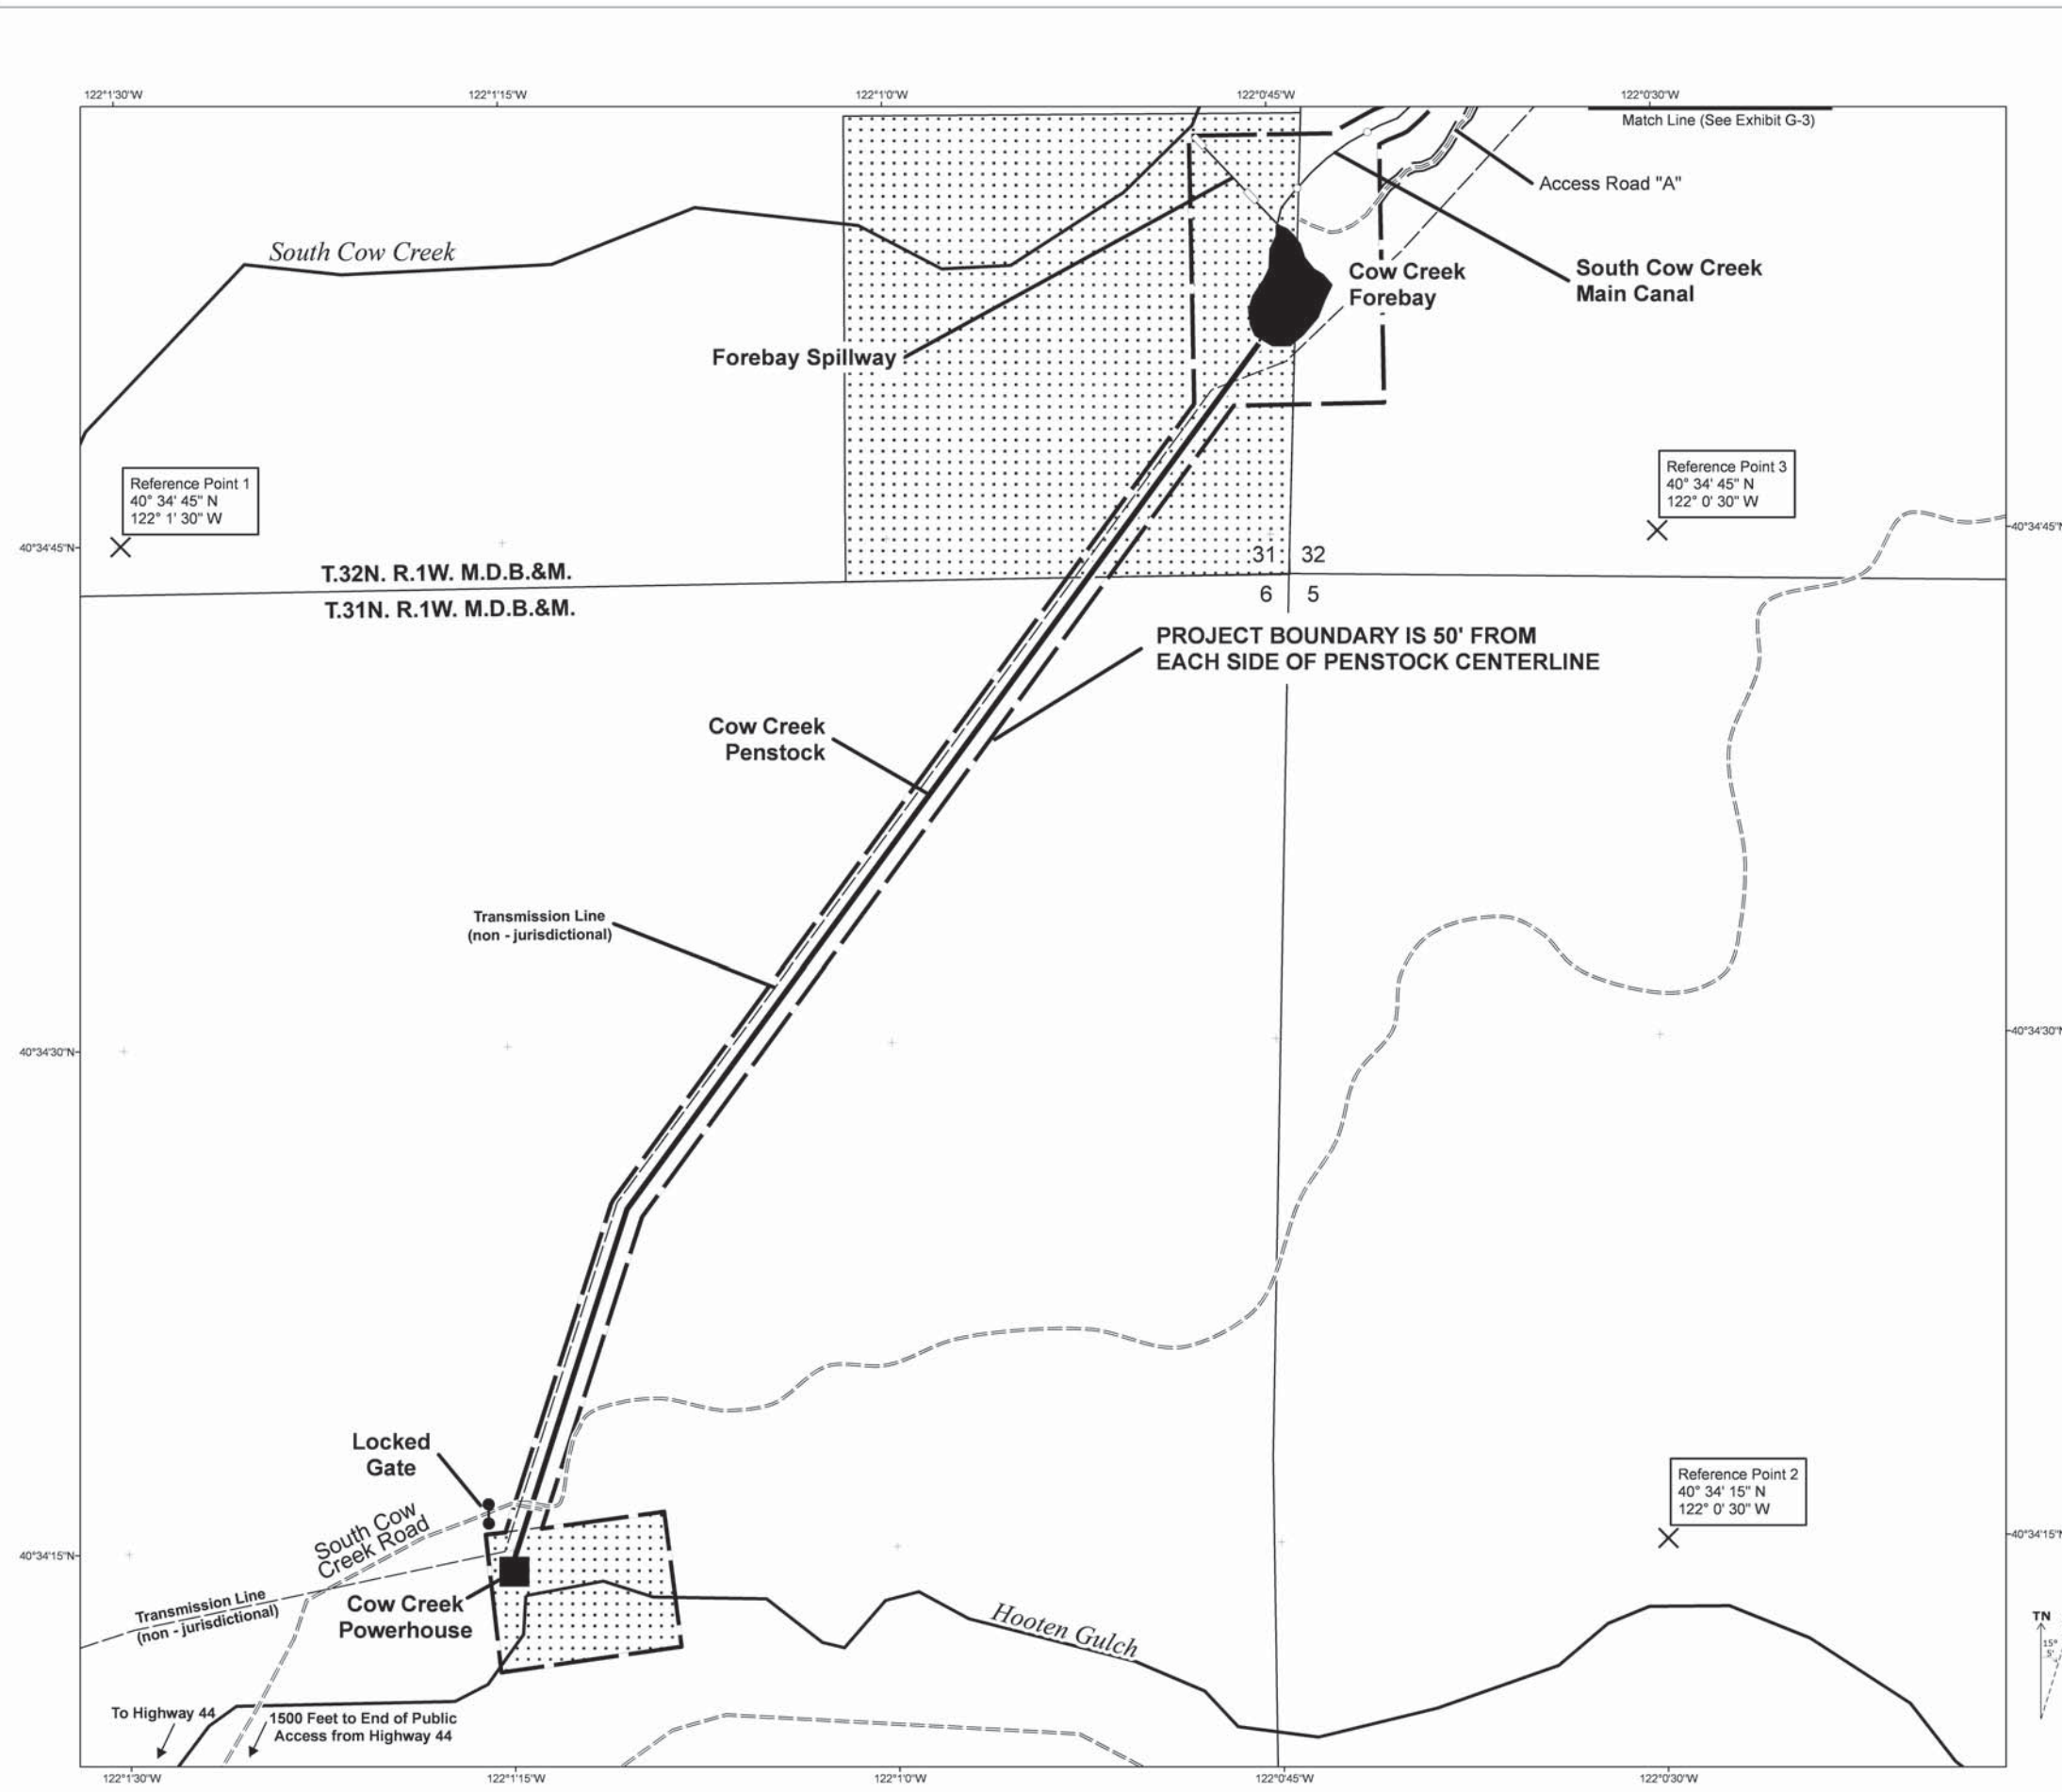 122°1'30"W
122°1'15"W
122°1'0"W
122°0'45"W
122°0'30"W
Match Line (See Exhibit G-3)
Access Road "A"
South Cow Creek
Cow Creek
Forebay
South Cow Creek
Main Canal
Forebay Spillway
Reference Point 1
40° 34' 45" N
122° 1' 30" W
Reference Point 3
40° 34' 45" N
122° 0' 30" W
40°34'45"N
40°34'45"N
31
32
T.32N. R.1W. M.D.B.&M.
T.31N. R.1W. M.D.B.&M.
6
5
PROJECT BOUNDARY IS 50' FROM
EACH SIDE OF PENSTOCK CENTERLINE
Cow Creek
Penstock
Transmission Line
(non - jurisdictional)
40°34'30"N
40°34'30"N
Locked
Gate
Reference Point 2
40° 34' 15" N
122° 0' 30" W
South Cow
Creek Road
40°34'15"N
40°34'15"N
Transmission Line
(non - jurisdictional)
Cow Creek
Powerhouse
Hooten Gulch
TN
15°
5'
To Highway 44
1500 Feet to End of Public
Access from Highway 44
122°1'30"W
122°1'15"W
122°1'0"W
122°0'45"W
122°0'30"W